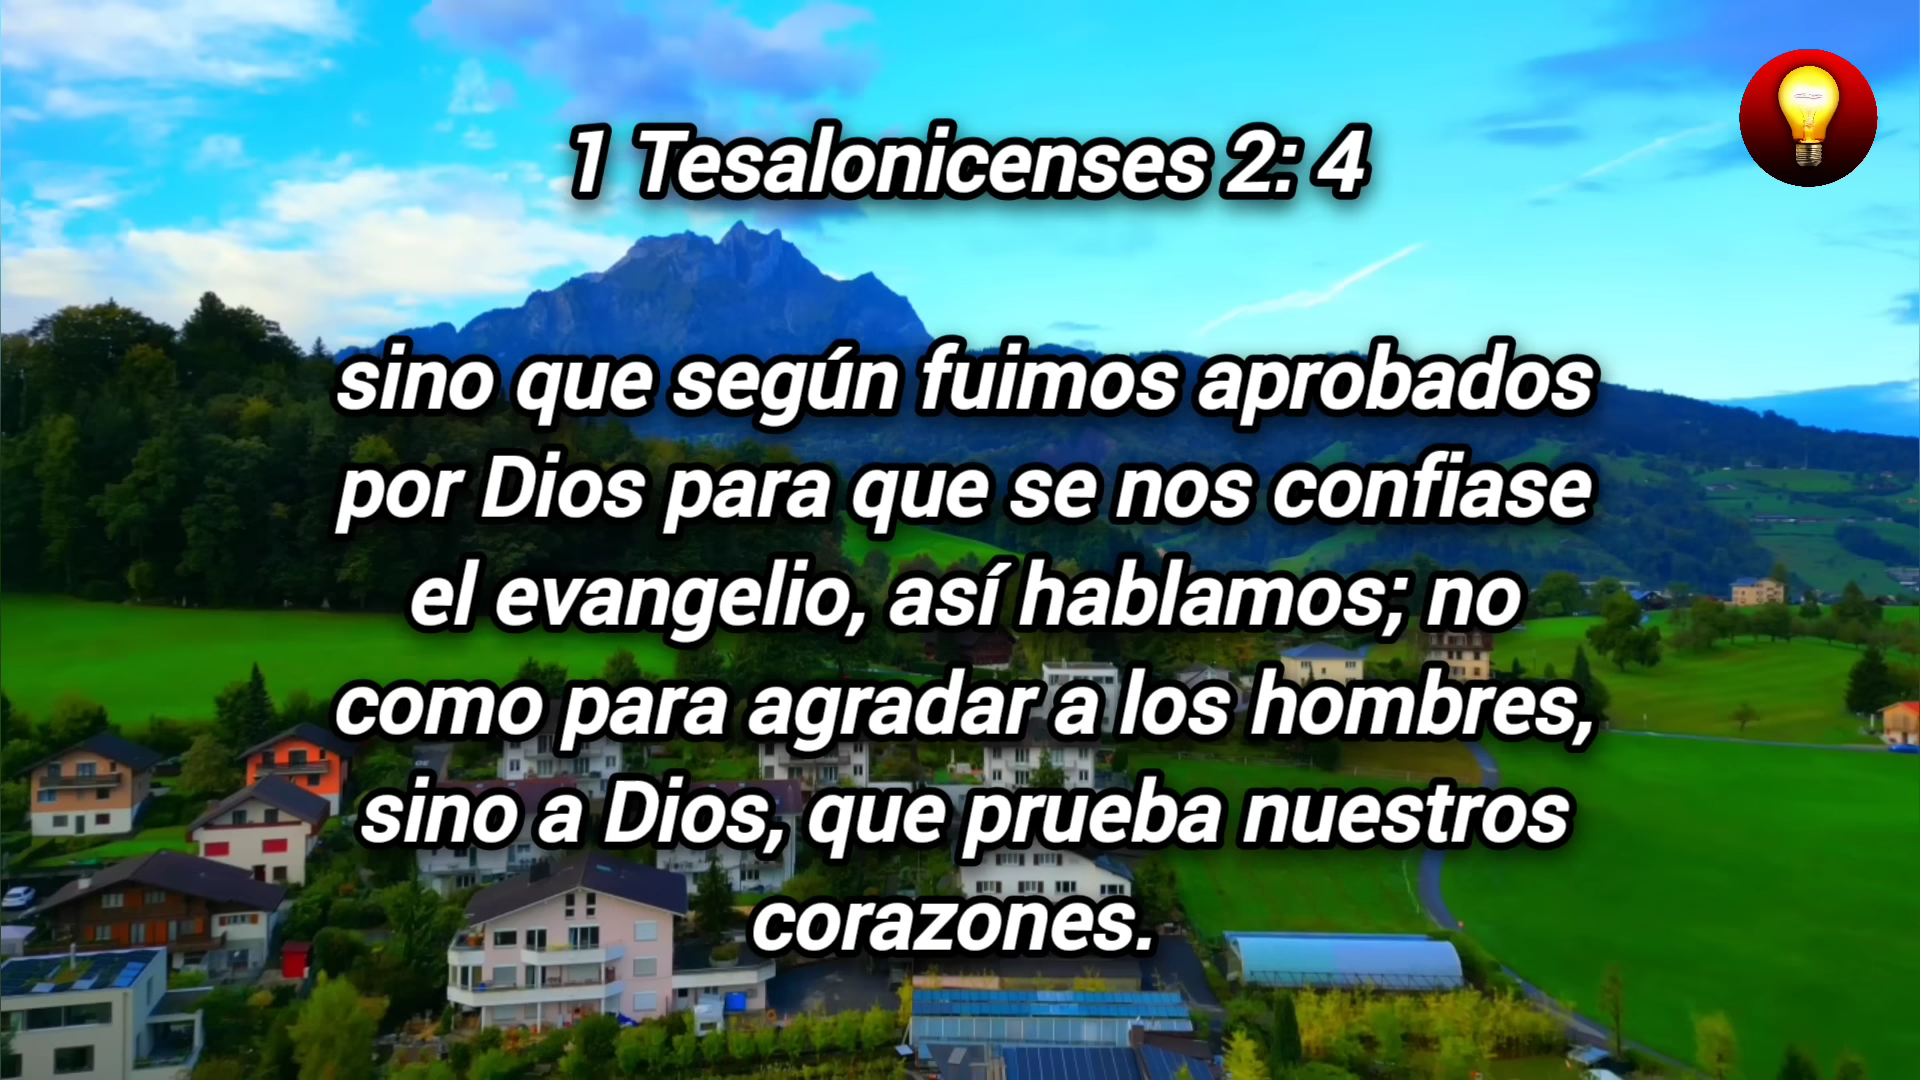 1 Tesalonicenses 2: 4
sino que según fuimos aprobados
por Dios para que se nos confiase
el evangelio, así hablamos; no
como para agradar a los hombres,
sino a Dios, que prueba nuestros
corazones.